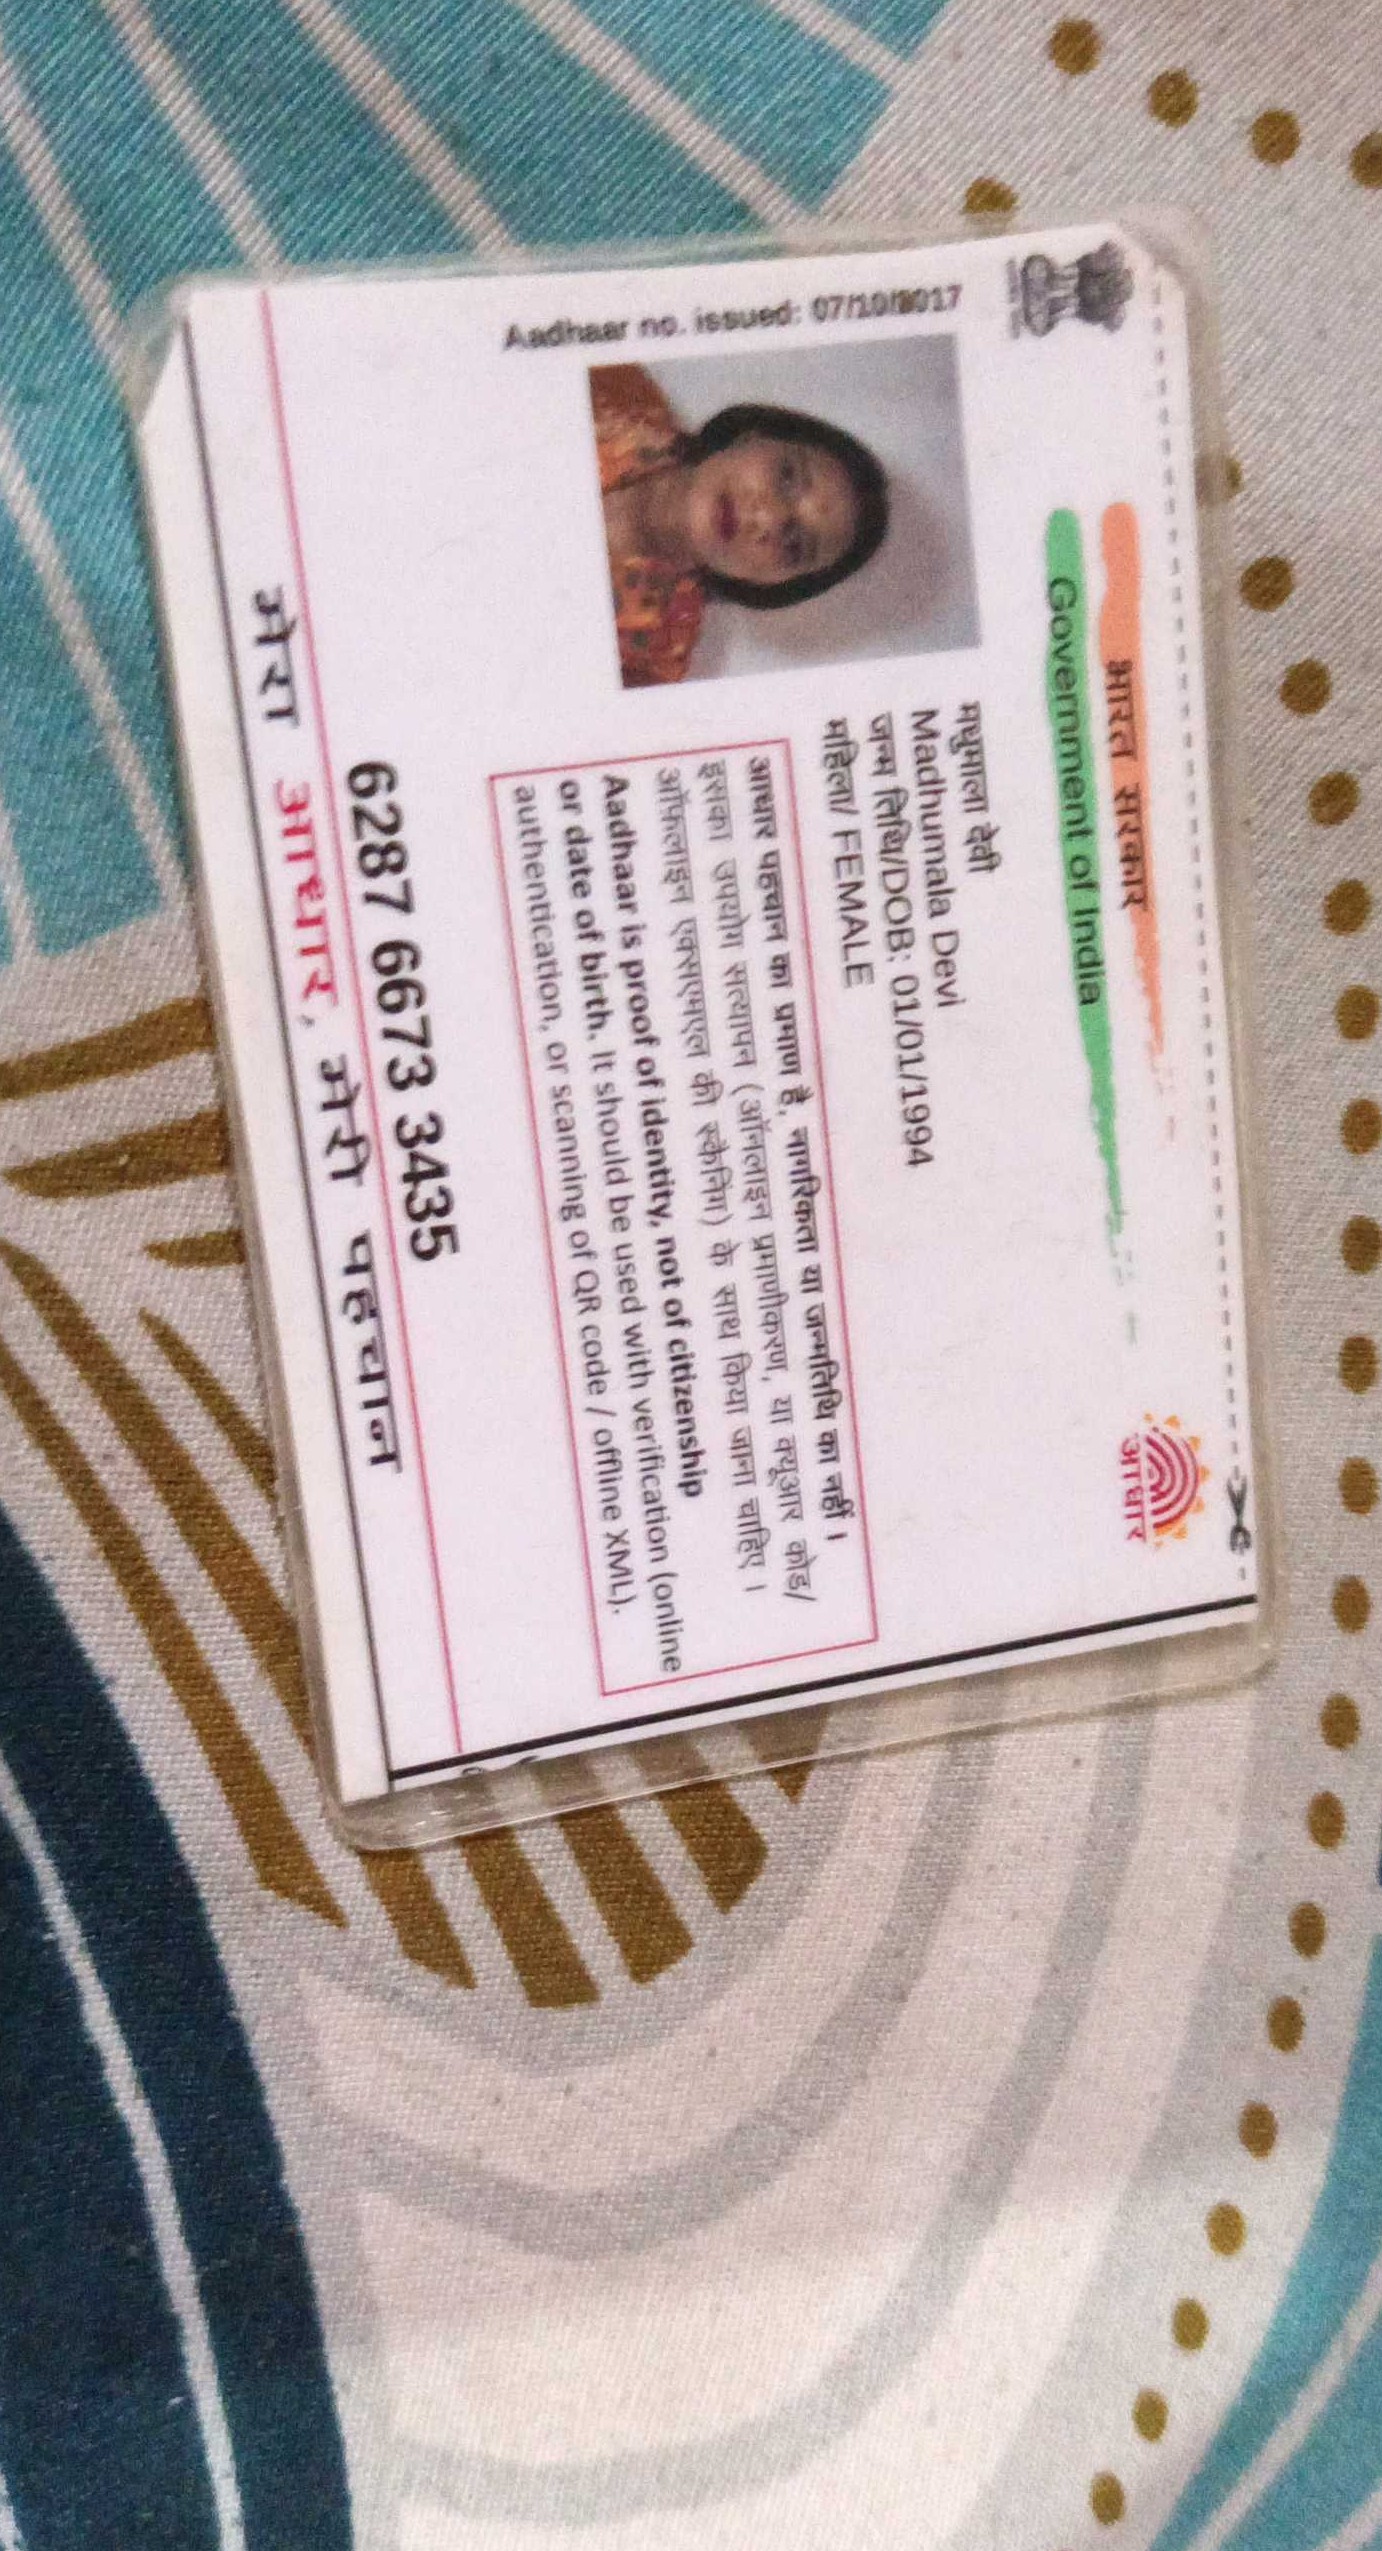 भारत सरकार
Government of India
आधार
Aadhaar no. issued: 07/10/2017
मधुमाला देवी
Madhumala Devi
जन्म तिथि/DOB: 01/01/1994
महिला/ FEMALE
आधार पहचान का प्रमाण है, नागरिकता या जन्मतिथि का नहीं ।
इसका उपयोग सत्यापन (ऑनलाइन प्रमाणीकरण, या क्यूआर कोड/
ऑफलाइन एक्सएमएल की स्कैनिंग) के साथ किया जाना चाहिए ।
Aadhaar is proof of identity, not of citizenship
or date of birth. It should be used with verification (online
authentication, or scanning of QR code / offline XML).
6287 6673 3435
मेरा आधार, मेरी पहचान